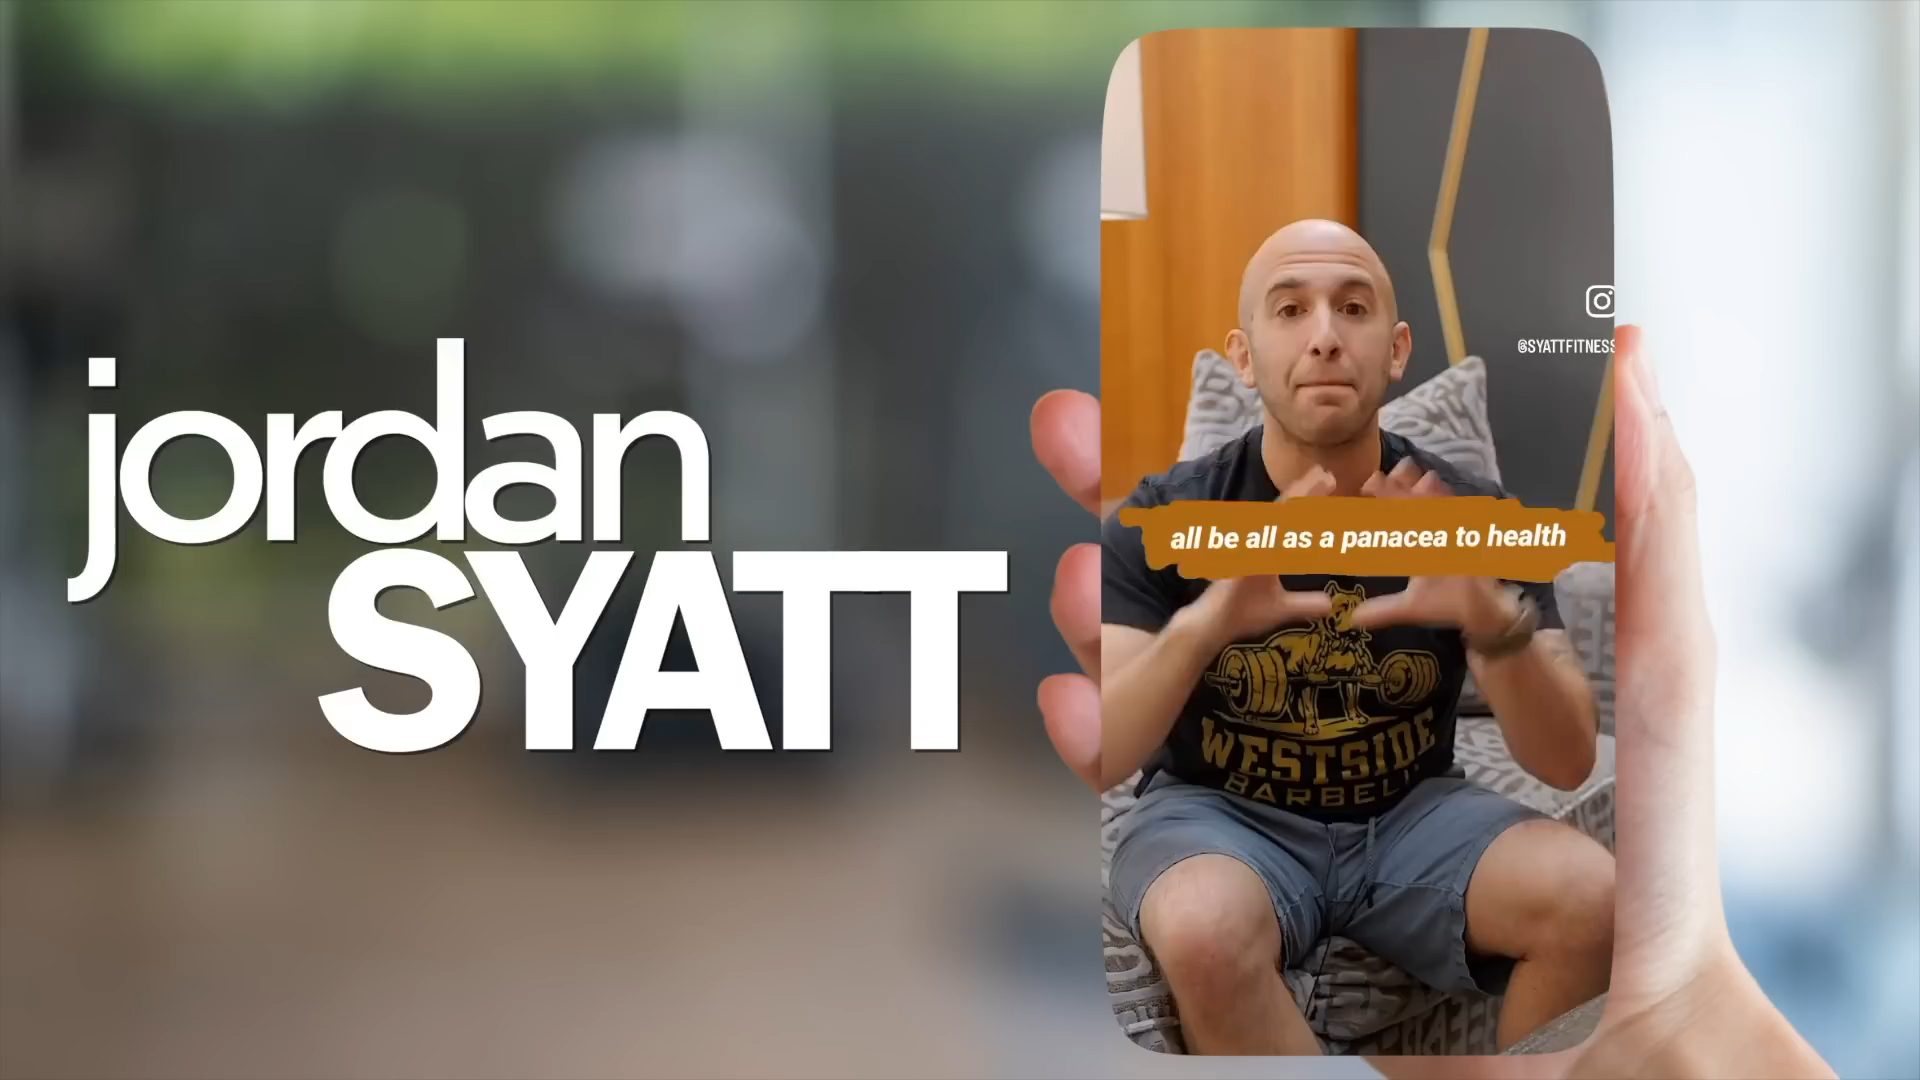 jordan
SYATT
@SYATTFITNESS
all be all as a panacea to health
WESTSIDE
BARBELL